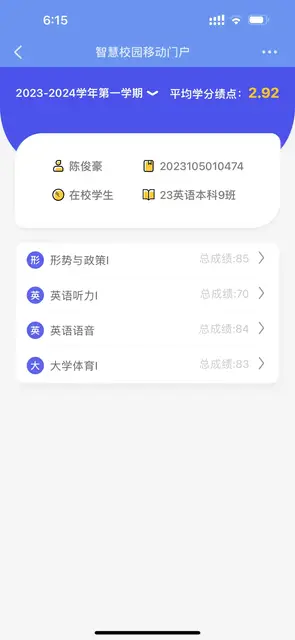 6:15
智慧校园移动门户
2023-2024学年第一学期 平均学分绩点: 2.92
陈俊豪 2023105010474
在校学生 23英语本科9班
形 形势与政策I 总成绩:85
英 英语听力I 总成绩:70
英 英语语音 总成绩:84
大 大学体育I 总成绩:83